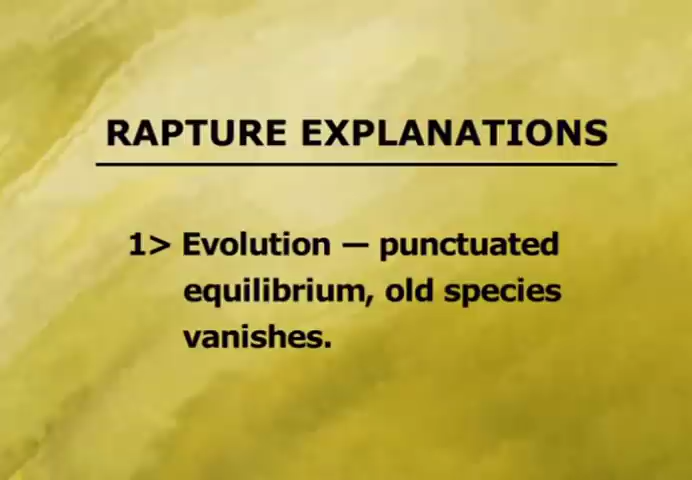 RAPTURE EXPLANATIONS
1> Evolution — punctuated
equilibrium, old species
vanishes.